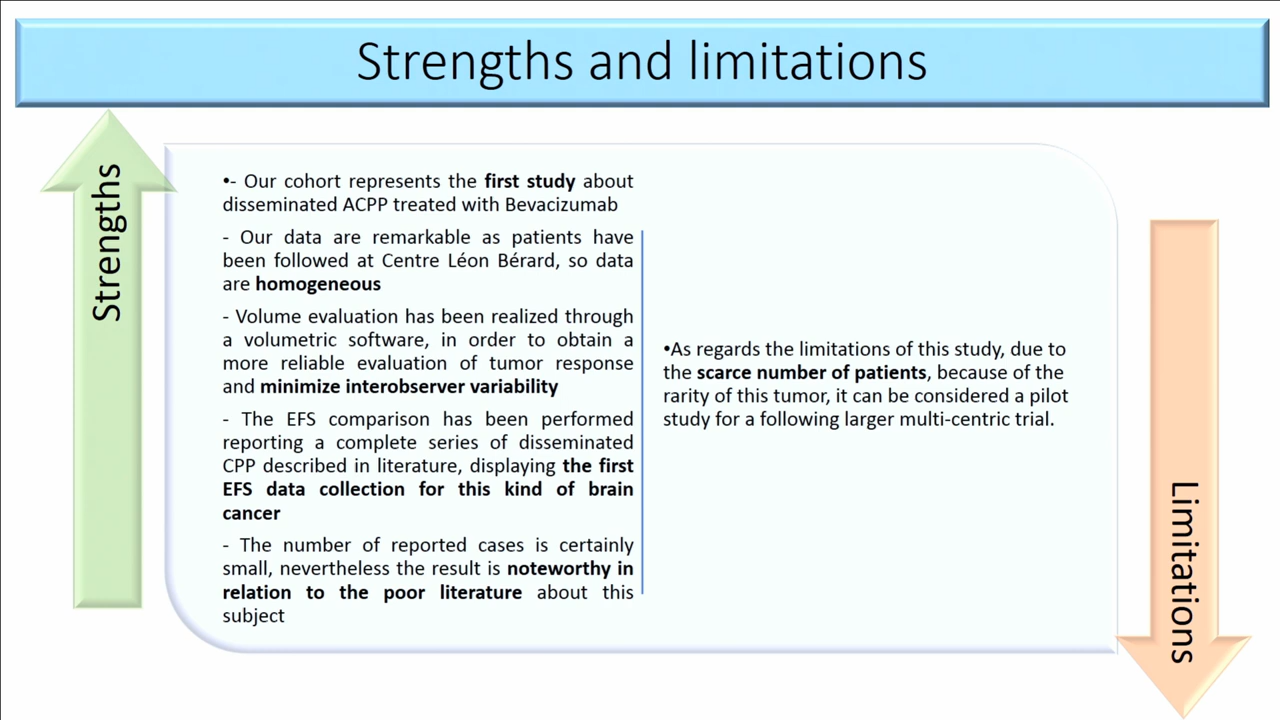 Strengths and limitations
Strengths
•- Our cohort represents the first study about
disseminated ACPP treated with Bevacizumab
- Our data are remarkable as patients have
been followed at Centre Léon Bérard, so data
are homogeneous
- Volume evaluation has been realized through
a volumetric software, in order to obtain a
more reliable evaluation of tumor response
and minimize interobserver variability
- The EFS comparison has been performed
reporting a complete series of disseminated
CPP described in literature, displaying the first
EFS data collection for this kind of brain
cancer
- The number of reported cases is certainly
small, nevertheless the result is noteworthy in
relation to the poor literature about this
subject
•As regards the limitations of this study, due to
the scarce number of patients, because of the
rarity of this tumor, it can be considered a pilot
study for a following larger multi-centric trial.
Limitations